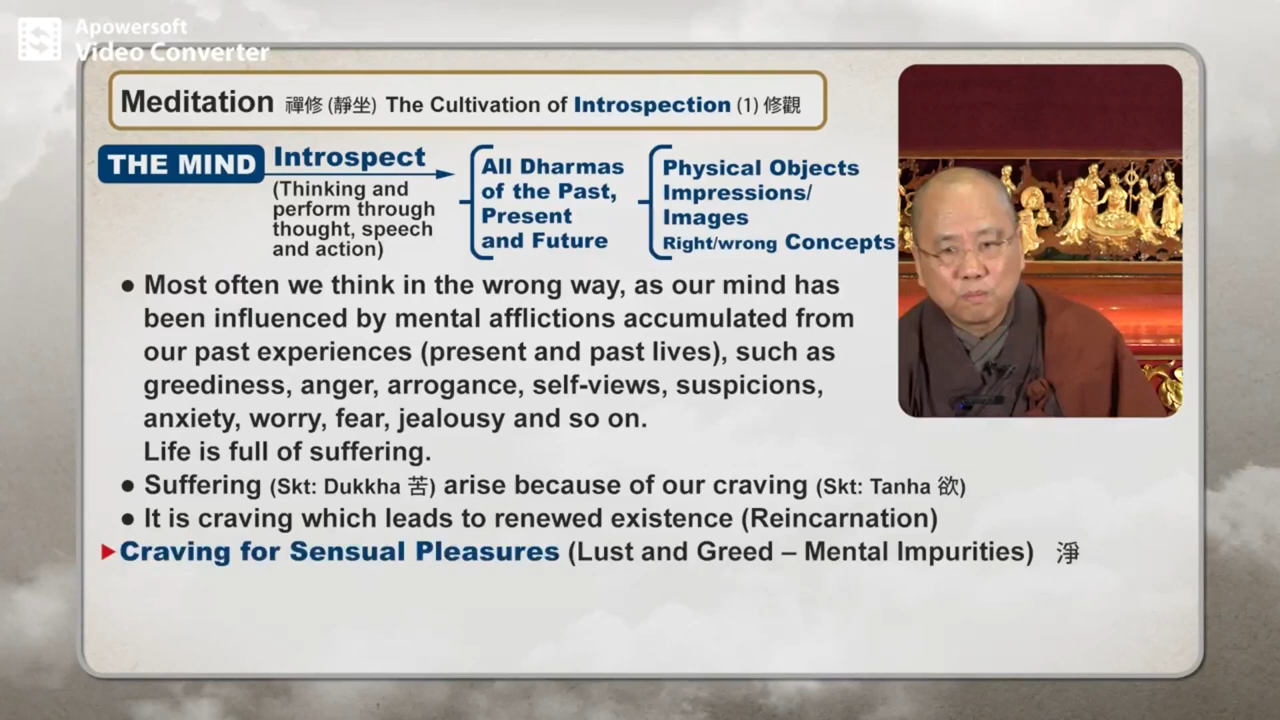 Apowersoft
Video Converter
Meditation 禪修 (靜坐) The Cultivation of Introspection (1) 修觀
THE MIND
Introspect
(Thinking and
perform through
thought, speech
and action)
All Dharmas
of the Past,
Present
and Future
Physical Objects
Impressions/
Images
Right/wrong Concepts
● Most often we think in the wrong way, as our mind has
been influenced by mental afflictions accumulated from
our past experiences (present and past lives), such as
greediness, anger, arrogance, self-views, suspicions,
anxiety, worry, fear, jealousy and so on.
Life is full of suffering.
● Suffering (Skt: Dukkha 苦) arise because of our craving (Skt: Tanha 欲)
● It is craving which leads to renewed existence (Reincarnation)
Craving for Sensual Pleasures (Lust and Greed – Mental Impurities) 淨